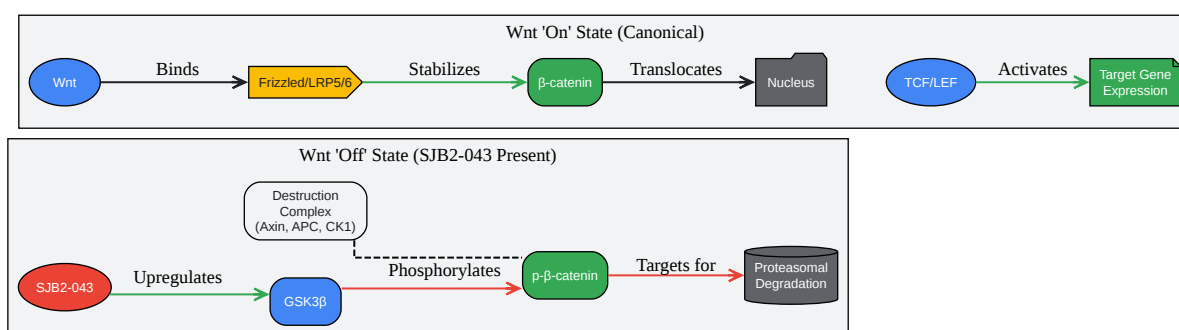 Wnt 'On' State (Canonical)
Wnt
Binds
Frizzled/LRP5/6
Stabilizes
β-catenin
Translocates
Nucleus
TCF/LEF
Activates
Target Gene
Expression
Wnt 'Off' State (SJB2-043 Present)
Destruction
Complex
(Axin, APC, CK1)
SJB2-043
Upregulates
GSK3β
Phosphorylates
p-β-catenin
Targets for
Proteasomal
Degradation